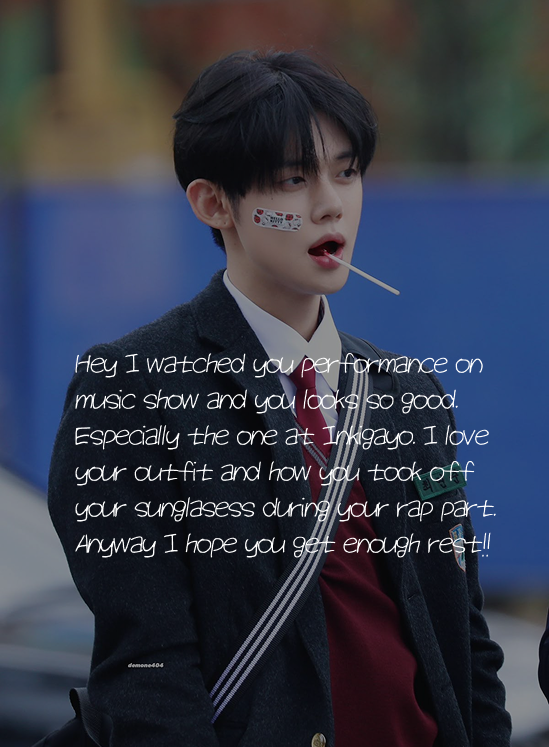 Hey I watched you performance on
music show and you looks so good.
Especially the one at Inkigayo. I love
your outfit and how you took off
your sunglasess during your rap part.
Anyway I hope you get enough rest!!
demone404